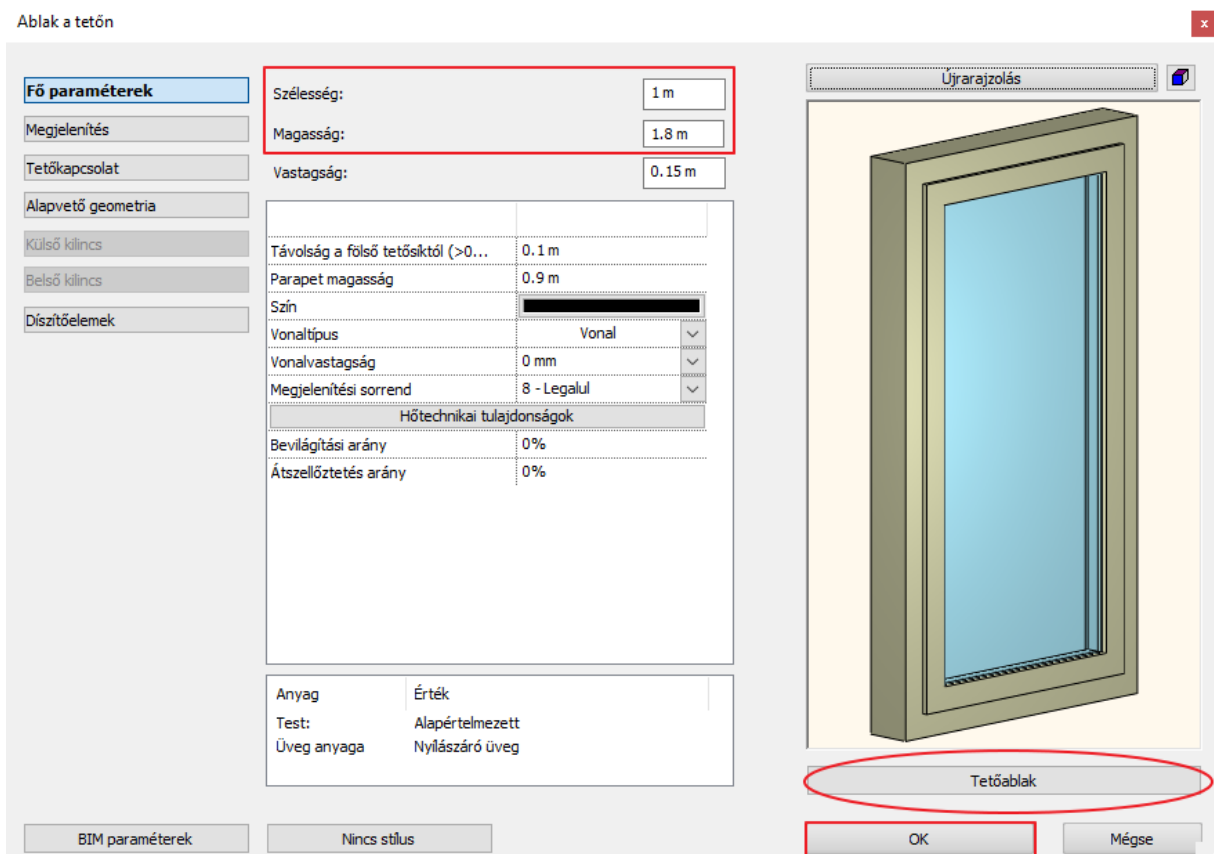 Ablak a tetőn
x
Fő paraméterek
Megjelenítés
Tetőkapcsolat
Alapvető geometria
Külső kilincs
Belső kilincs
Díszítőelemek
Szélesség: 1 m
Magasság: 1.8 m
Vastagság: 0.15 m
Távolság a fölső tetősíktól (>0... 0.1 m
Parapet magasság 0.9 m
Szín
Vonaltípus Vonal
Vonalvastagság 0 mm
Megjelenítési sorrend 8 - Legalul
Hőtechnikai tulajdonságok
Bevilágítási arány 0%
Átszellőztetés arány 0%
Anyag Érték
Test: Alapértelmezett
Üveg anyaga Nyílászáró üveg
Újrarajzolás
Tetőablak
BIM paraméterek
Nincs stílus
OK
Mégse